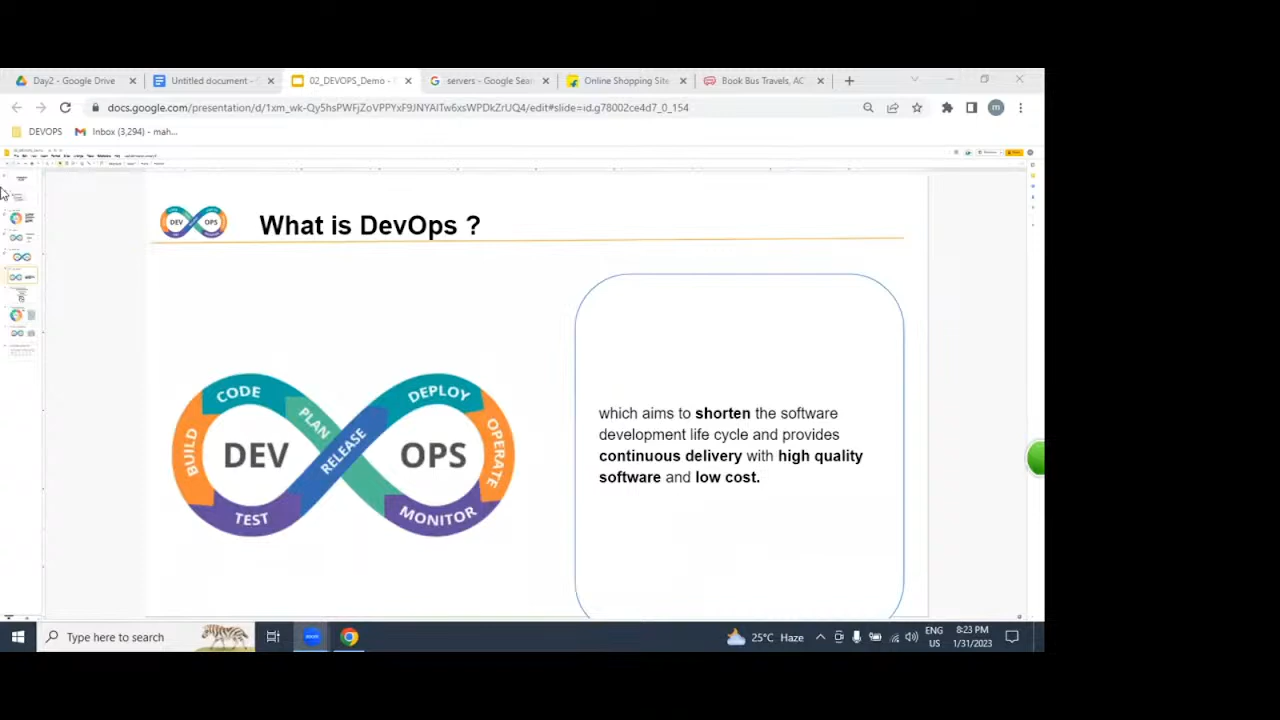 Day2 - Google Drive
Untitled document -
02_DEVOPS_Demo -
servers - Google Sea
Online Shopping Site
Book Bus Travels, AC
docs.google.com/presentation/d/1xm_wk-Qy5hsPWFjZoVPPYxF9JNYAITw6xsWPDkZrUQ4/edit#slide=id.g78002ce4d7_0_154
m
DEVOPS
Inbox (3,294) - mah...
DEV OPS
What is DevOps ?
CODE
PLAN
BUILD
DEV
TEST
RELEASE
DEPLOY
OPERATE
OPS
MONITOR
which aims to shorten the software
development life cycle and provides
continuous delivery with high quality
software and low cost.
Type here to search
zoom
25°C Haze
ENG
US
8:23 PM
1/31/2023